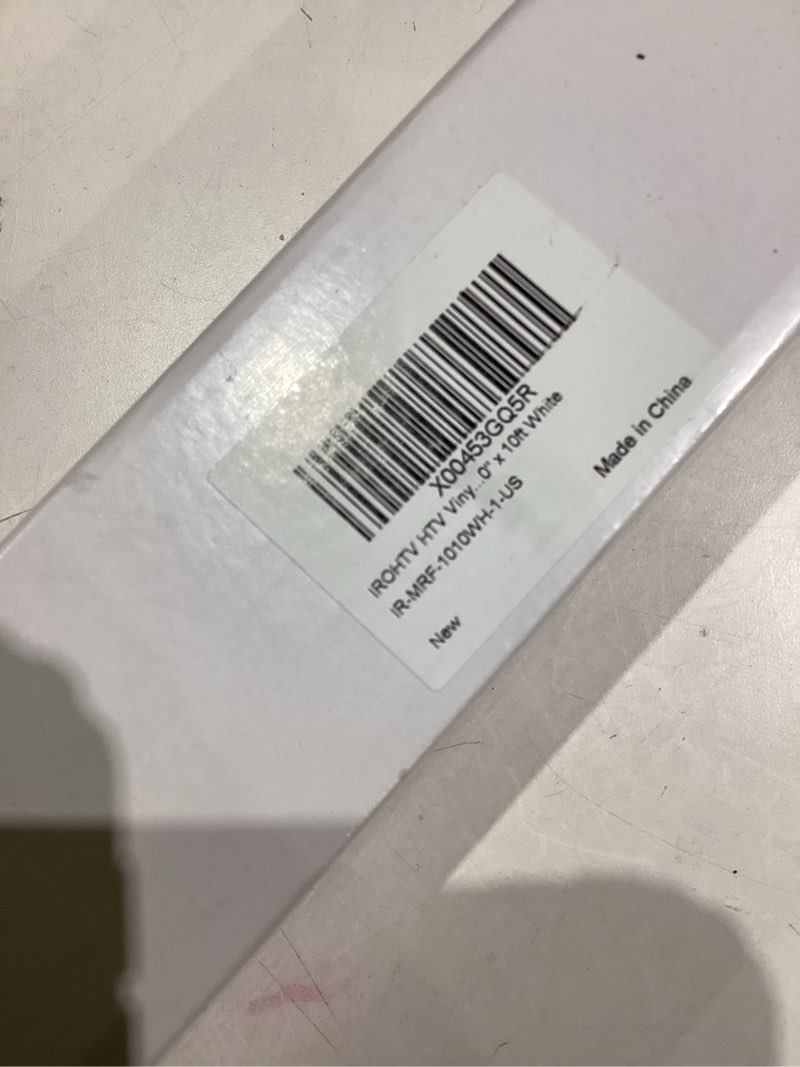 X00453GQ5R
IROHTV HTV Viny...0" x 10ft White
IR-MRF-1010WH-1-US
New
Made in China